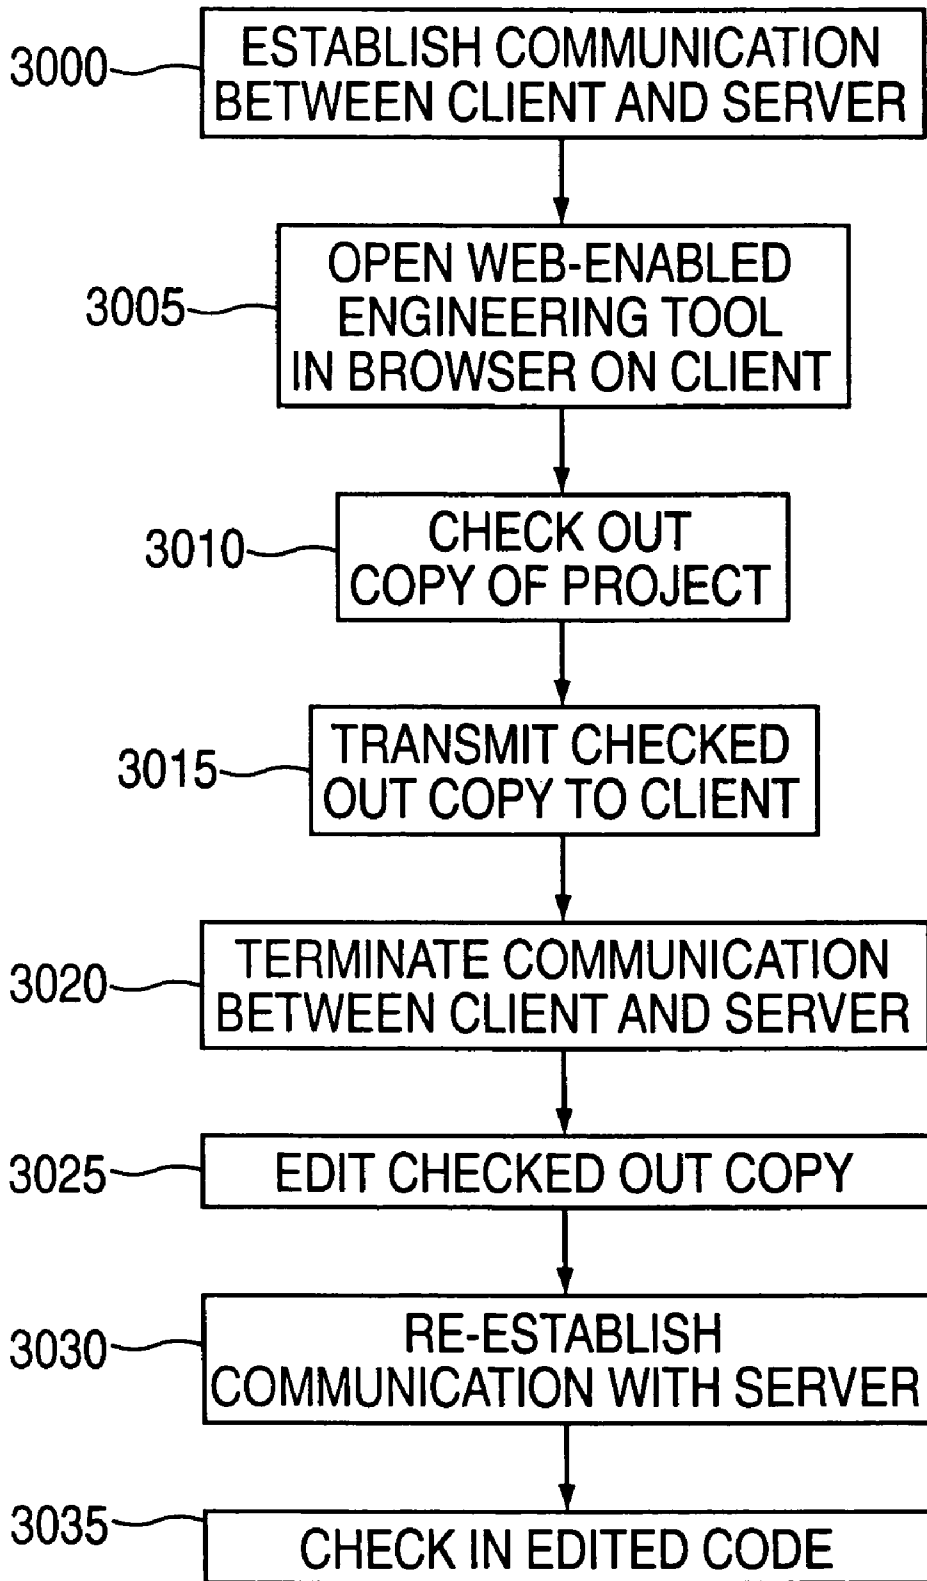 3000
ESTABLISH COMMUNICATION
BETWEEN CLIENT AND SERVER
3005
OPEN WEB-ENABLED
ENGINEERING TOOL
IN BROWSER ON CLIENT
3010
CHECK OUT
COPY OF PROJECT
3015
TRANSMIT CHECKED
OUT COPY TO CLIENT
3020
TERMINATE COMMUNICATION
BETWEEN CLIENT AND SERVER
3025
EDIT CHECKED OUT COPY
3030
RE-ESTABLISH
COMMUNICATION WITH SERVER
3035
CHECK IN EDITED CODE